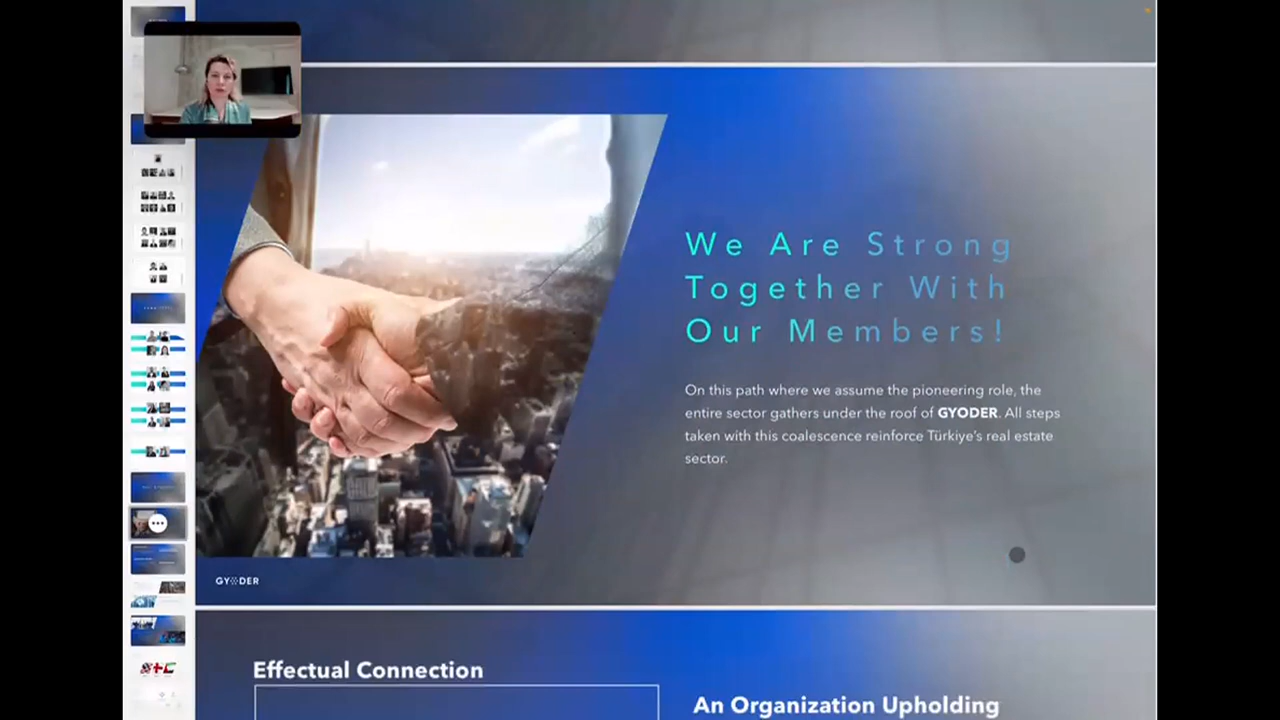 We Are Strong
Together With
Our Members!
On this path where we assume the pioneering role, the
entire sector gathers under the roof of GYODER. All steps
taken with this coalescence reinforce Türkiye's real estate
sector.
GYODER
Effectual Connection
An Organization Upholding